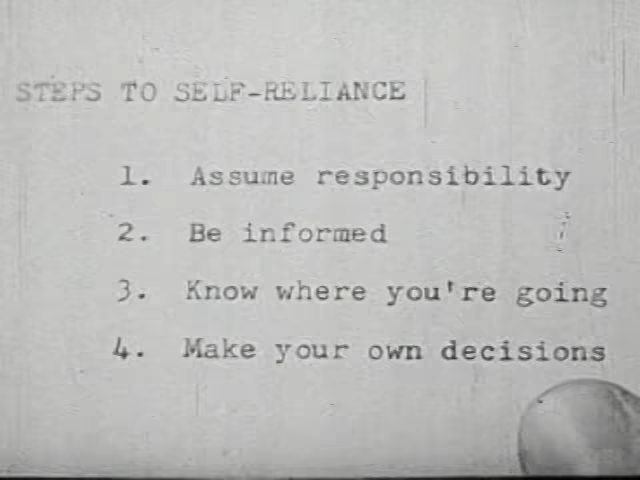 STEPS TO SELF-RELIANCE
1. Assume responsibility
2. Be informed
3. Know where you're going
4. Make your own decisions